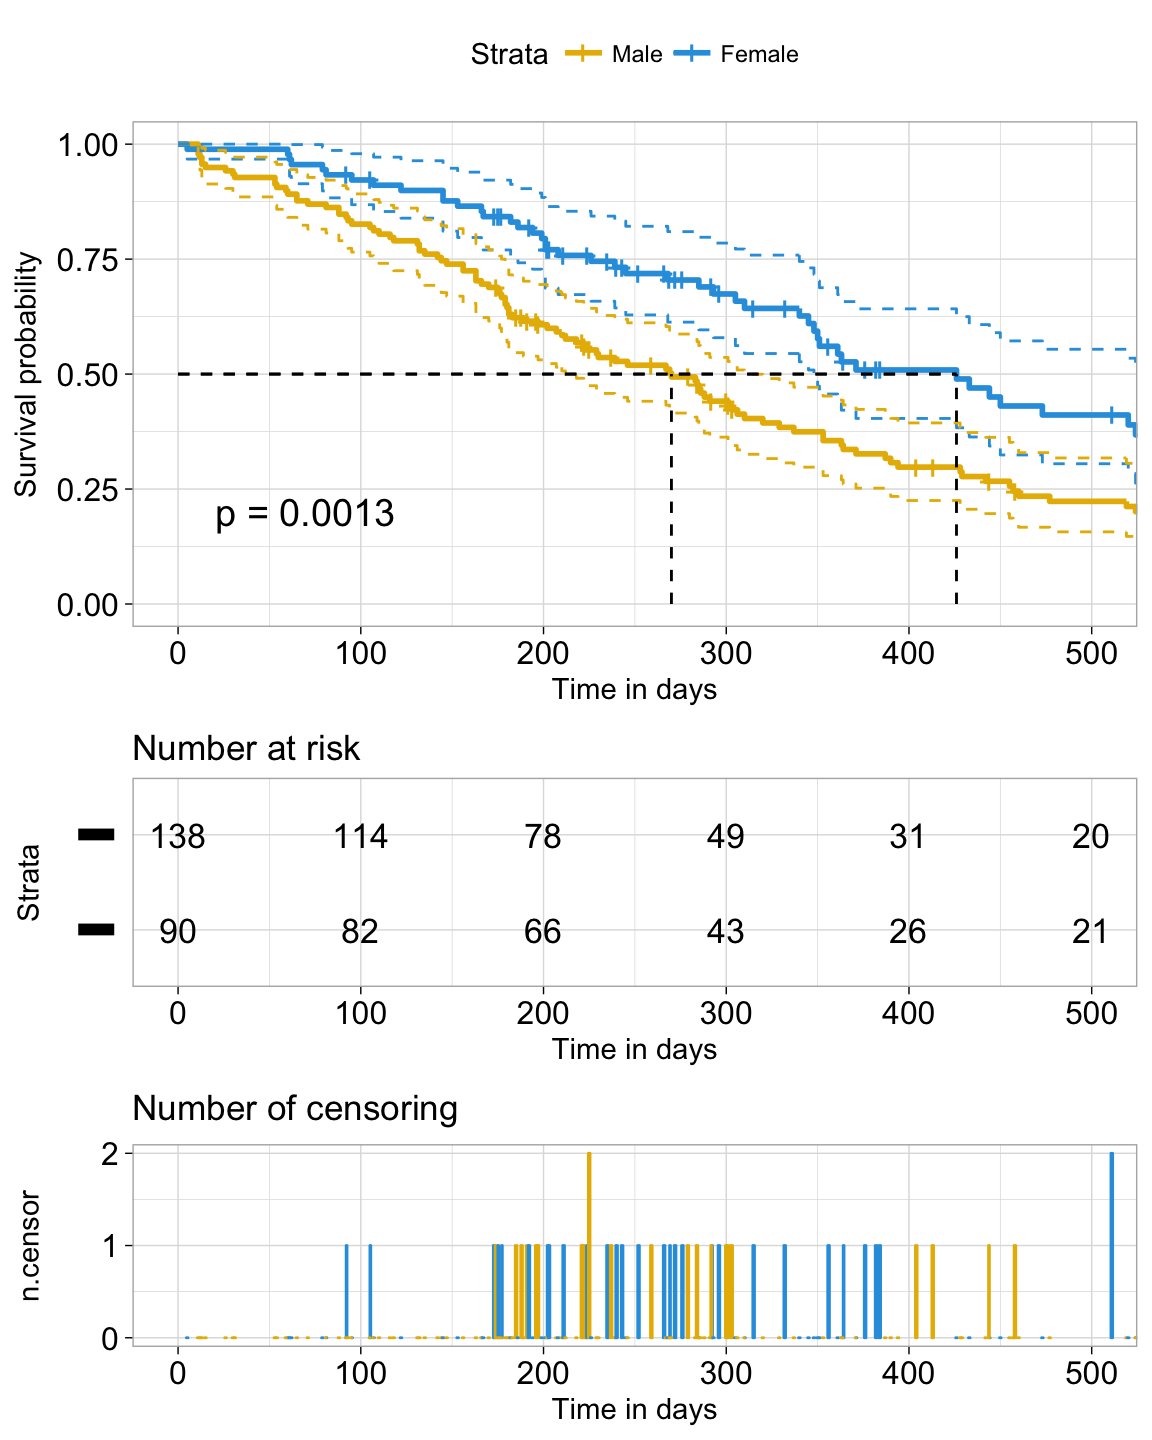 Strata Male Female
1.00
0.75
0.50
0.25
0.00
Survival probability
p = 0.0013
0 100 200 300 400 500
Time in days
Number at risk
Strata
138 114 78 49 31 20
90 82 66 43 26 21
0 100 200 300 400 500
Time in days
Number of censoring
n.censor
2
1
0
0 100 200 300 400 500
Time in days